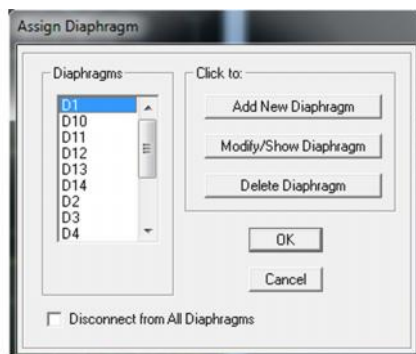 Assign Diaphragm
Diaphragms
D1
D10
D11
D12
D13
D14
D2
D3
D4
Click to:
Add New Diaphragm
Modify/Show Diaphragm
Delete Diaphragm
OK
Cancel
Disconnect from All Diaphragms